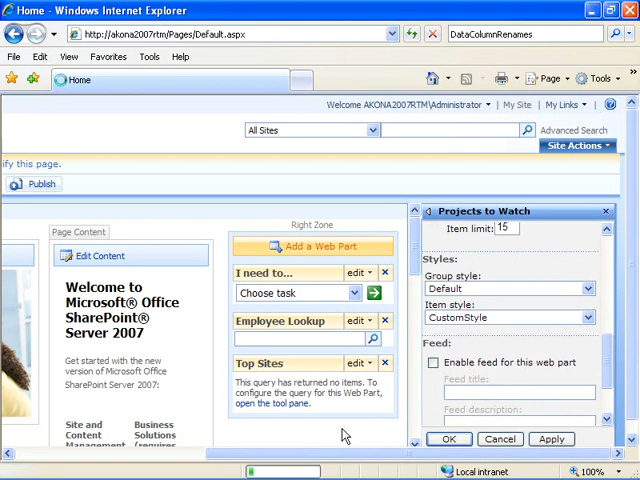 Home - Windows Internet Explorer
http://akona2007rtm/Pages/Default.aspx
DataColumnRenames
File Edit View Favorites Tools Help
Home
Page Tools
Welcome AKONA2007RTM\Administrator My Site My Links
All Sites
Advanced Search
Site Actions
ify this page.
Publish
Page Content
Edit Content
Welcome to
Microsoft® Office
SharePoint®
Server 2007
Get started with the new
version of Microsoft Office
SharePoint Server 2007:
Site and
Content
Management
Business
Solutions
(requires
Right Zone
Add a Web Part
I need to... edit
Choose task
Employee Lookup edit
Top Sites edit
This query has returned no items. To
configure the query for this Web Part,
open the tool pane.
Projects to Watch
Item limit: 15
Styles:
Group style:
Default
Item style:
CustomStyle
Feed:
Enable feed for this web part
Feed title:
Feed description:
OK Cancel Apply
Local intranet
100%